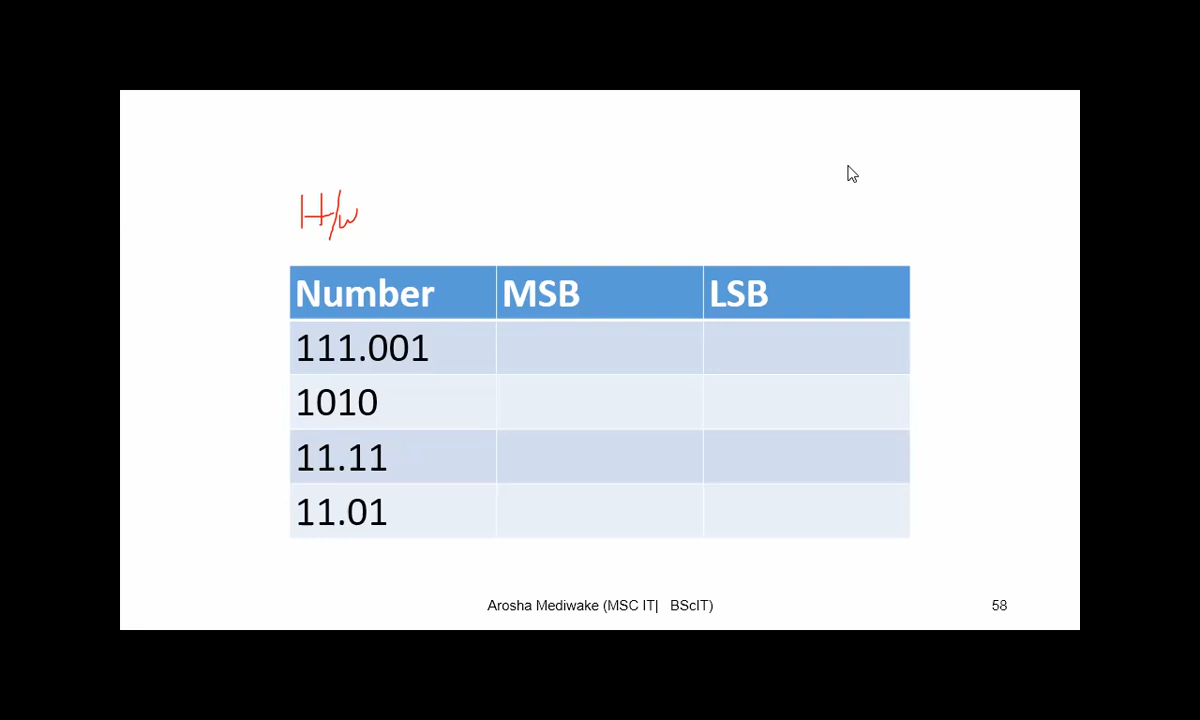 H/W
Number MSB LSB
111.001
1010
11.11
11.01
Arosha Mediwake (MSC IT| BScIT) 58